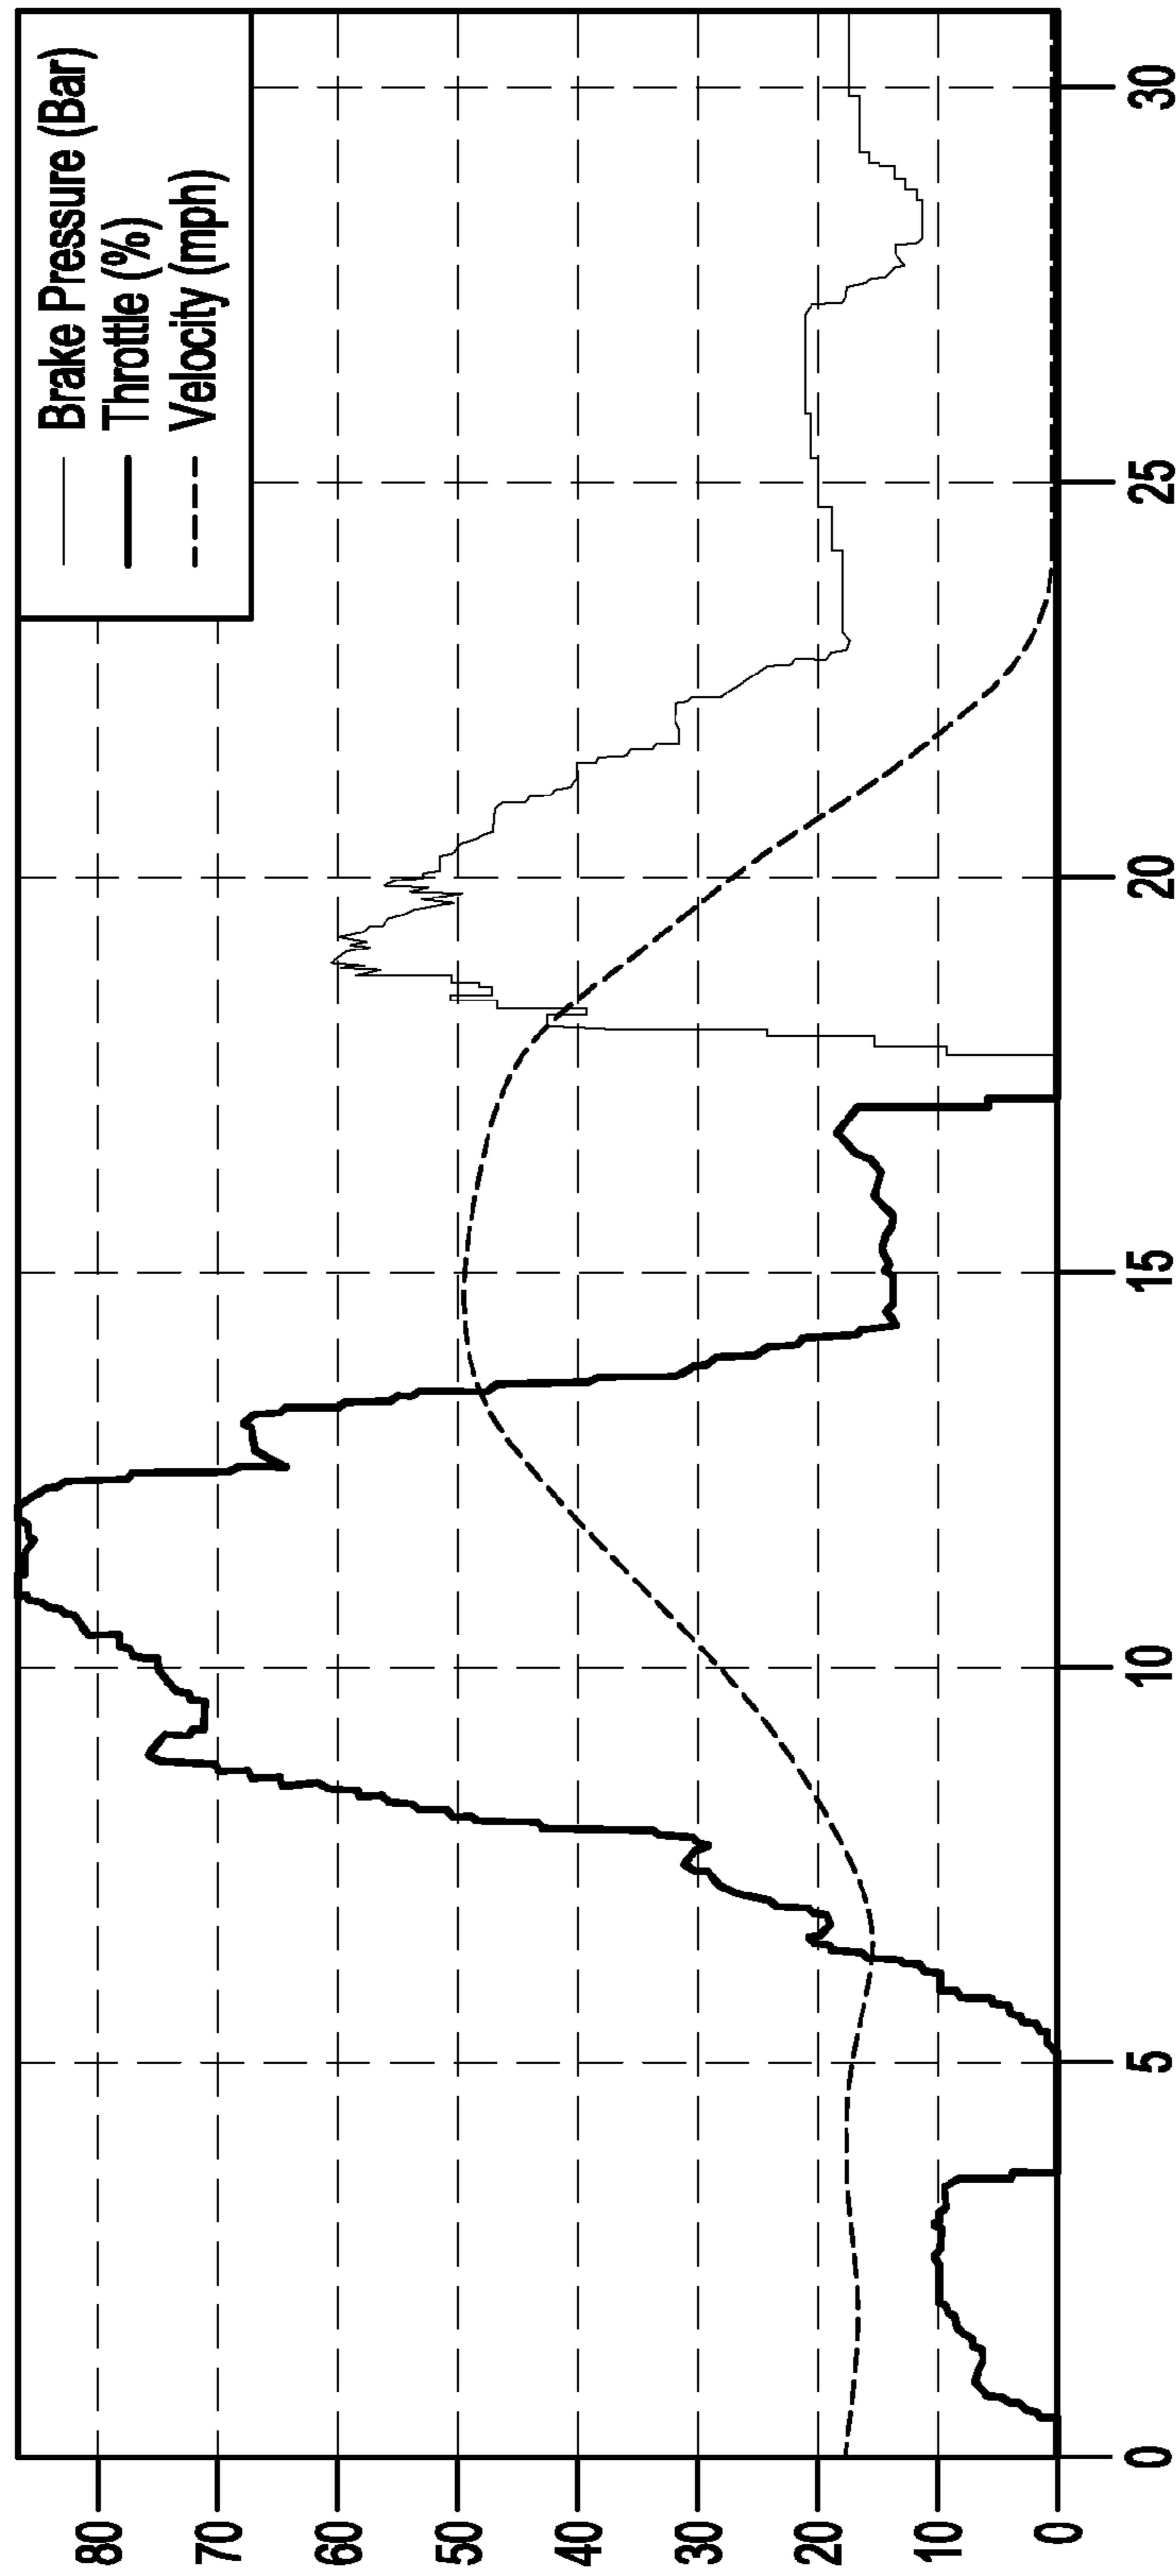 Brake Pressure (Bar)
Throttle (%)
Velocity (mph)
80
70
60
50
40
30
20
10
0
0 5 10 15 20 25 30